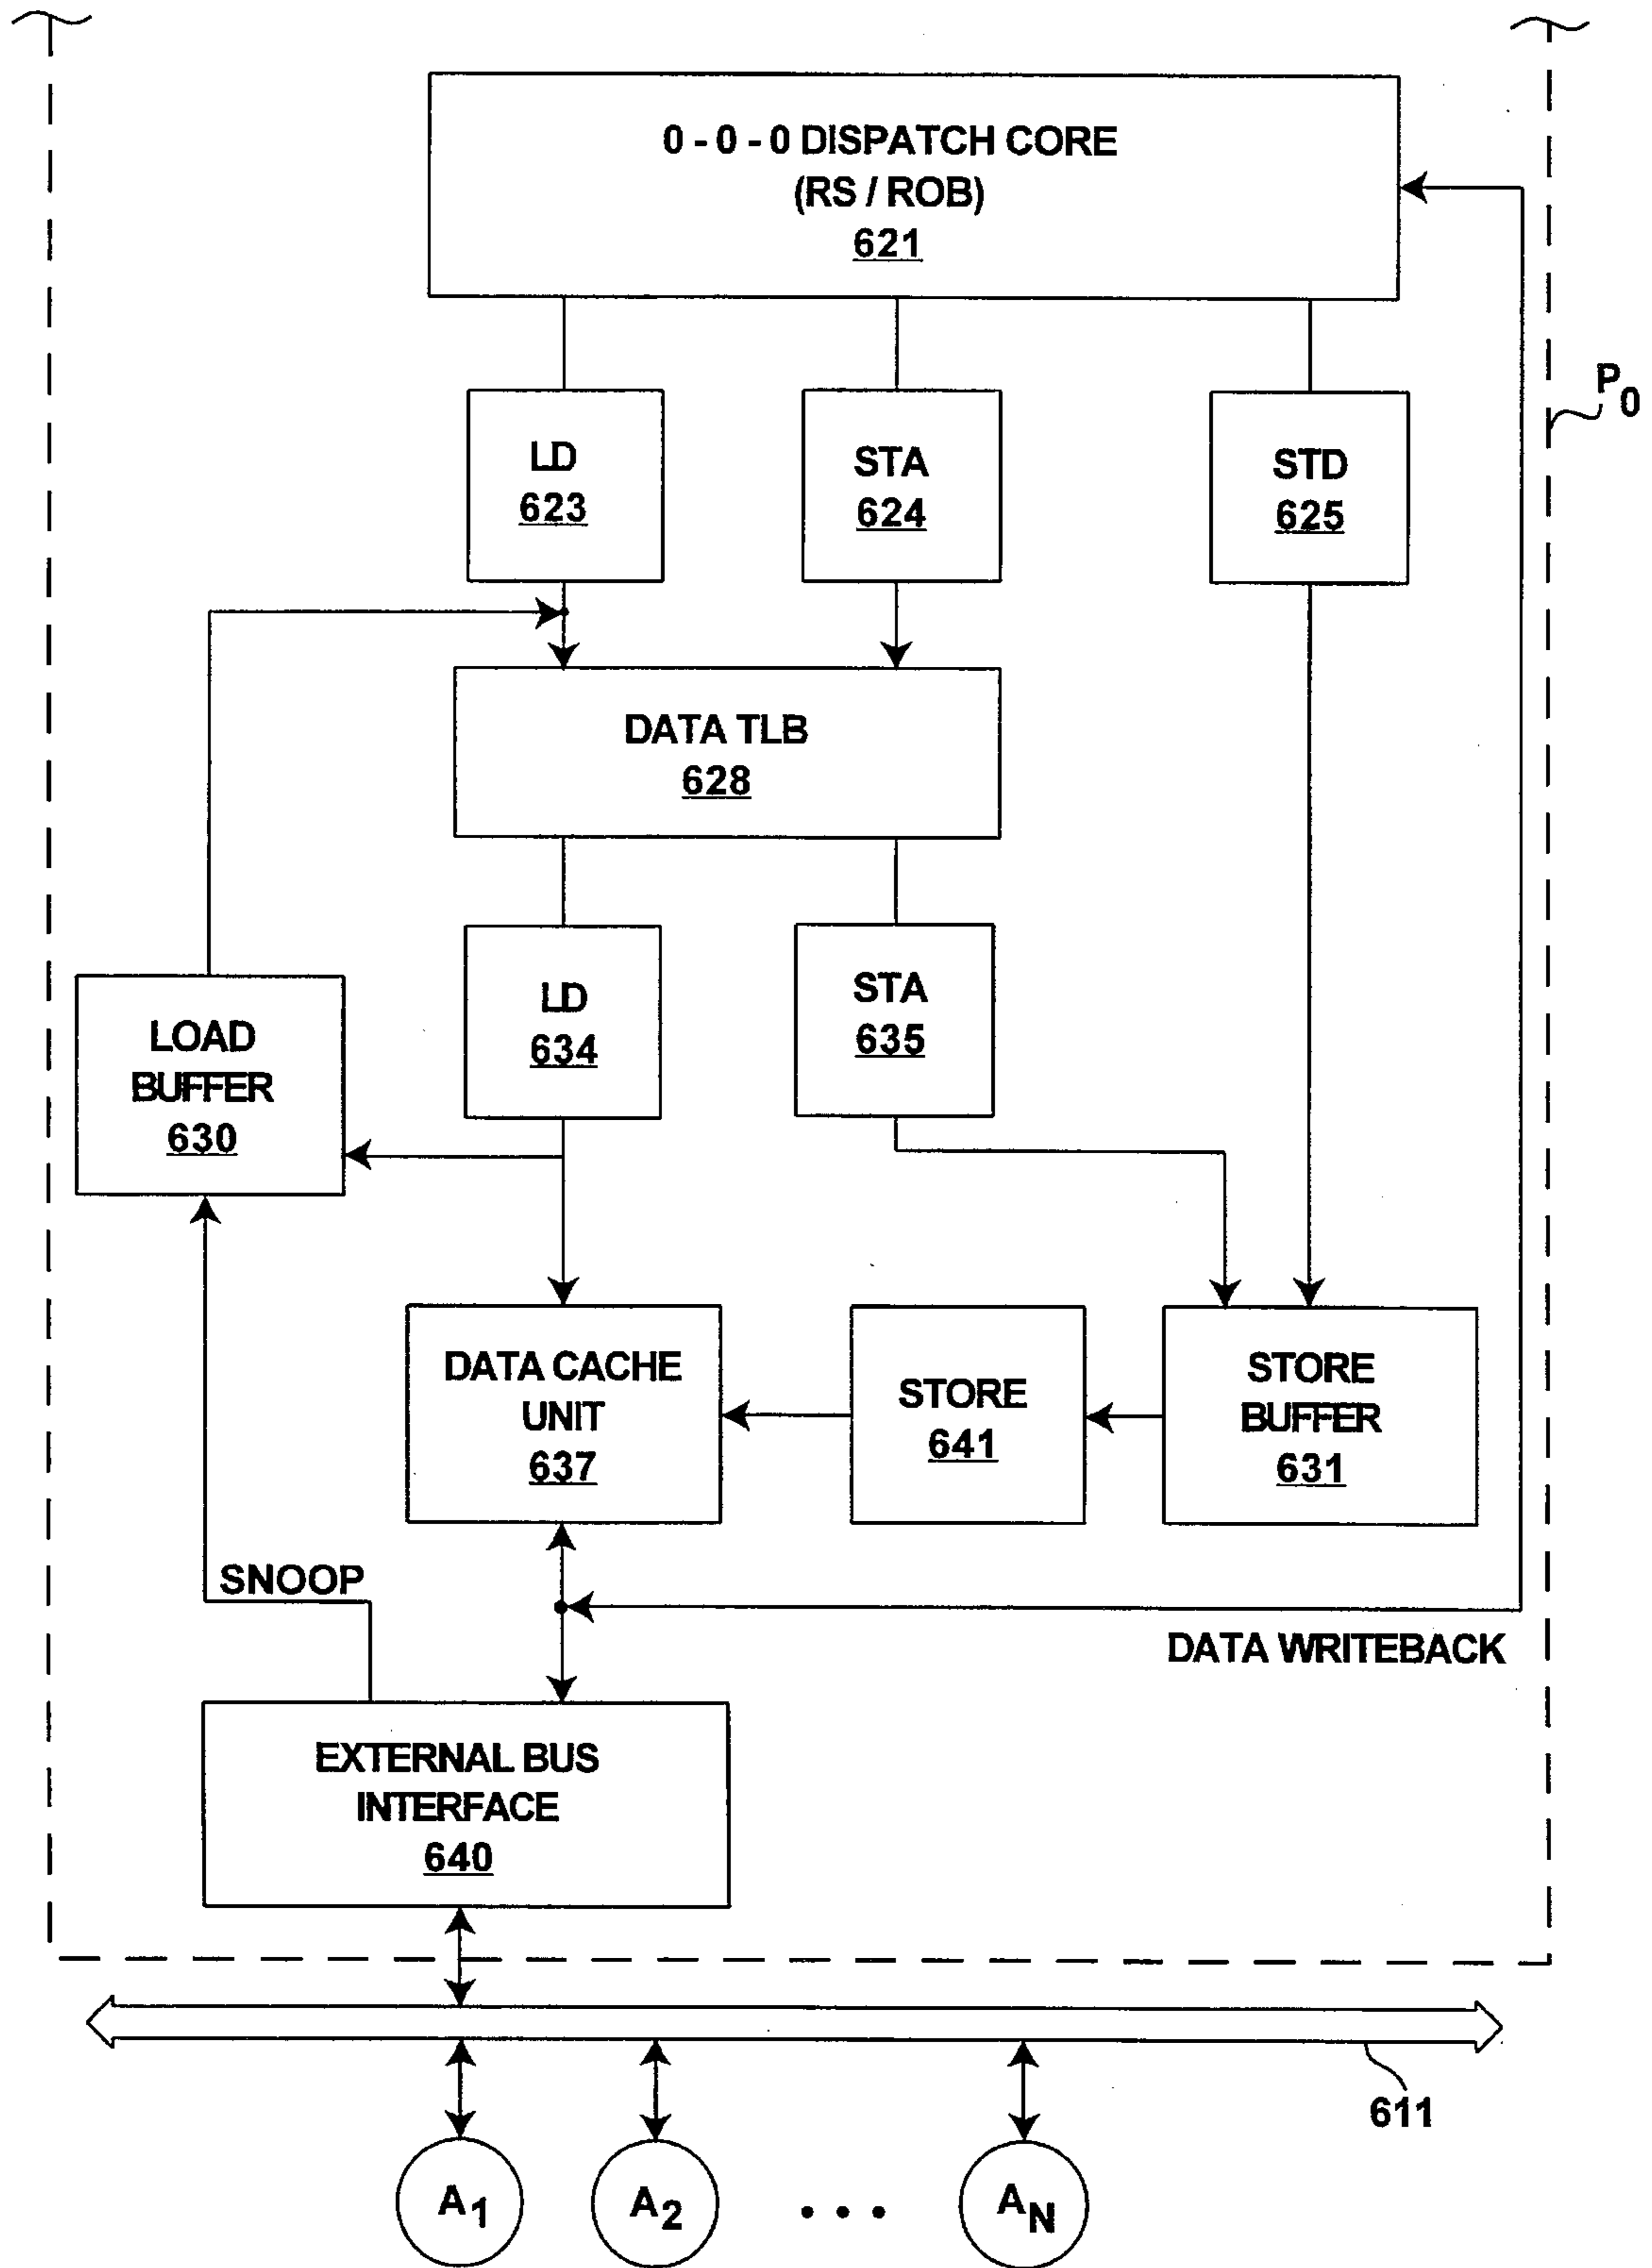 0 - 0 - 0 DISPATCH CORE
(RS / ROB)
621
P0
LD
623
STA
624
STD
625
DATA TLB
628
LD
634
STA
635
LOAD
BUFFER
630
DATA CACHE
UNIT
637
STORE
641
STORE
BUFFER
631
SNOOP
DATA WRITEBACK
EXTERNAL BUS
INTERFACE
640
611
A1
A2
. . .
AN